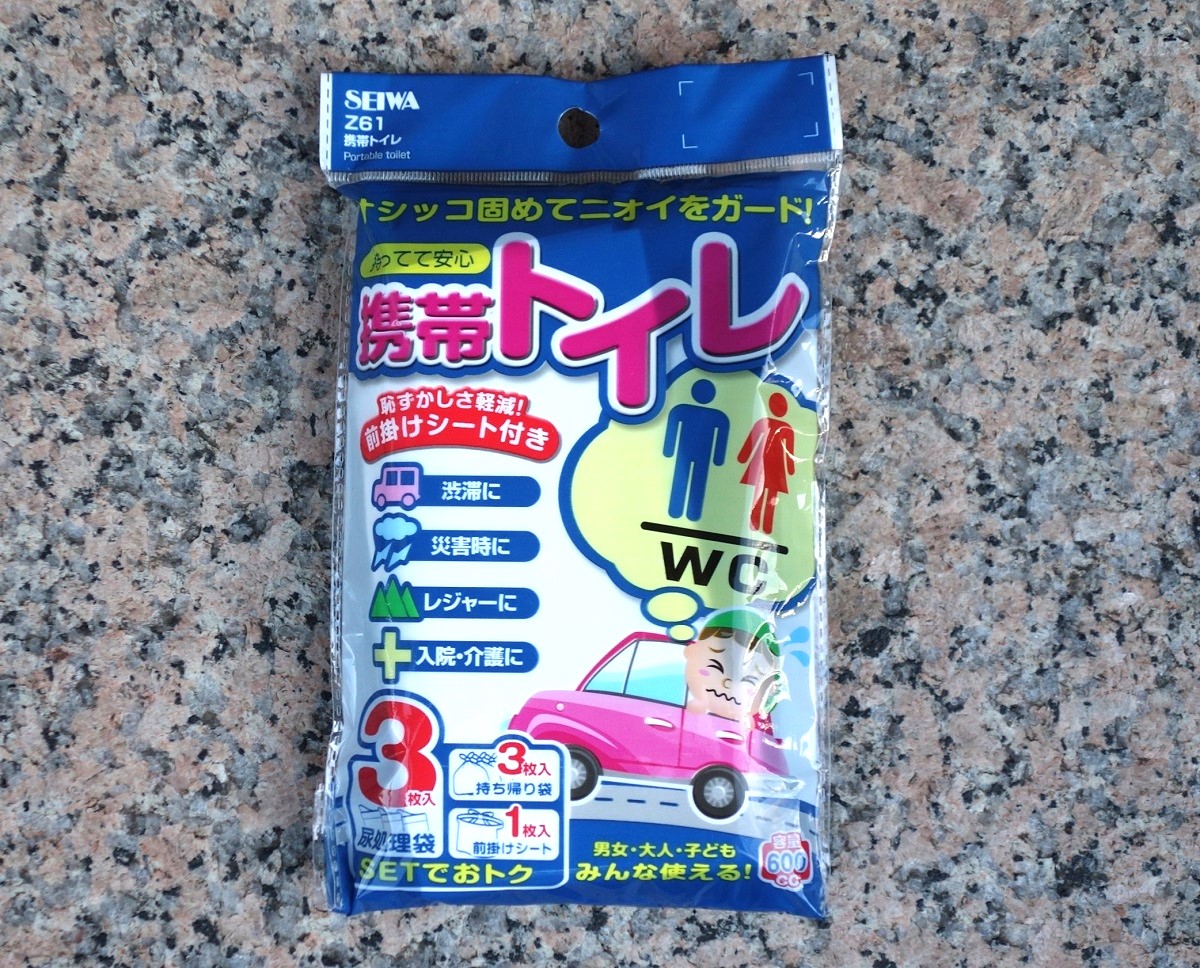 SEIWA
Z61
携帯トイレ
Portable toilet
オシッコ固めてニオイをガード!
持ってて安心
携帯トイレ
恥ずかしさ軽減!
前掛けシート付き
渋滞に
災害時に
レジャーに
入院・介護に
WC
3枚入
尿処理袋
3枚入
持ち帰り袋
1枚入
前掛けシート
SETでおトク
男女・大人・子ども
みんな使える!
容量
600
CC